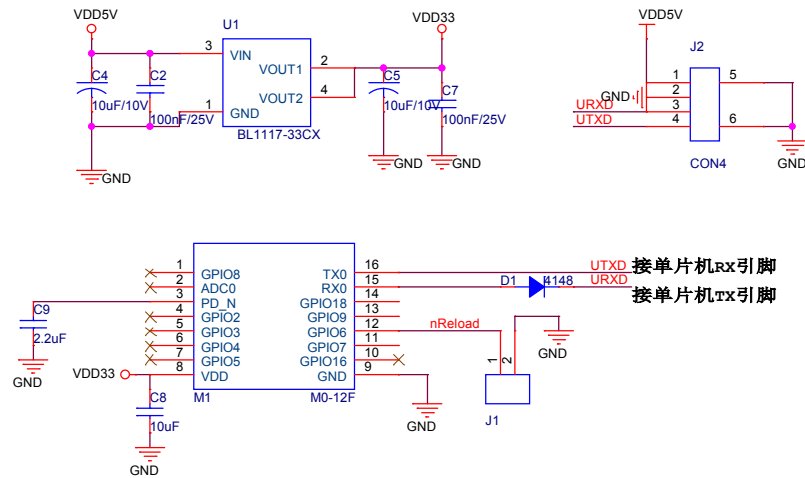 VDD5V
U1
VDD33
VDD5V
J2
3
VIN
VOUT1
2
VOUT2
4
1
GND
BL1117-33CX
C4
10uF/10V
C2
100nF/25V
C5
10uF/10V
C7
100nF/25V
GND
GND
GND
1
2
3
4
5
6
GND
URXD
UTXD
CON4
GND
1
GPIO8
2
ADC0
3
PD_N
4
GPIO2
5
GPIO3
6
GPIO4
7
GPIO5
8
VDD
TX0
16
RX0
15
GPIO18
14
GPIO9
13
GPIO6
12
GPIO7
11
GPIO16
10
GND
9
M1
M0-12F
C9
2.2uF
GND
VDD33
C8
10uF
GND
UTXD
接单片机RX引脚
D1
4148
URXD
接单片机TX引脚
nReload
1
2
J1
GND
GND